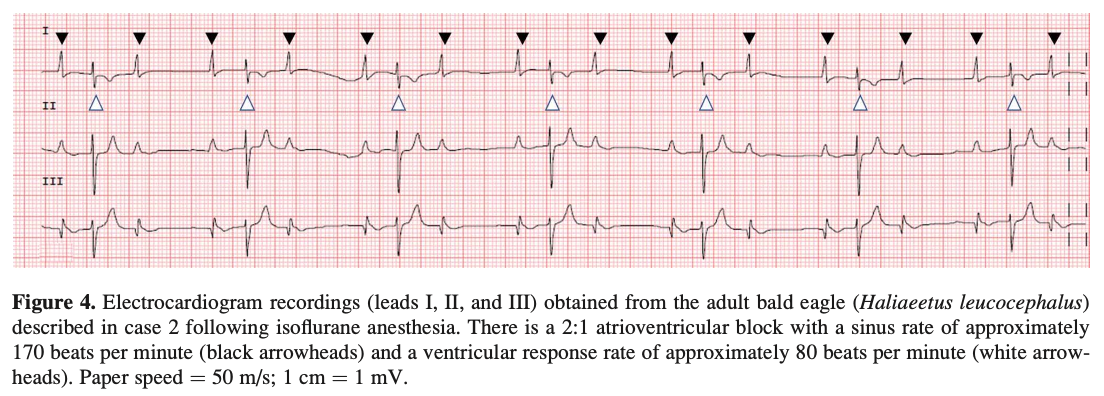 I
II
III
Figure 4. Electrocardiogram recordings (leads I, II, and III) obtained from the adult bald eagle (Haliaeetus leucocephalus)
described in case 2 following isoflurane anesthesia. There is a 2:1 atrioventricular block with a sinus rate of approximately
170 beats per minute (black arrowheads) and a ventricular response rate of approximately 80 beats per minute (white arrow-
heads). Paper speed = 50 m/s; 1 cm = 1 mV.